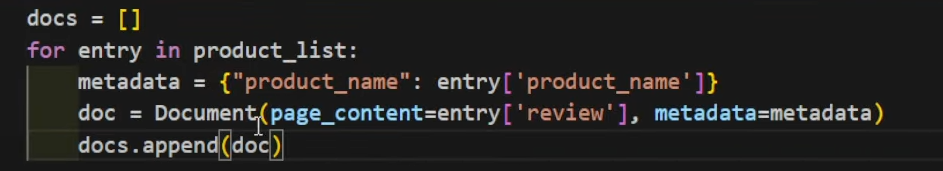 docs = []
for entry in product_list:
    metadata = {"product_name": entry['product_name']}
    doc = Document(page_content=entry['review'], metadata=metadata)
    docs.append(doc)